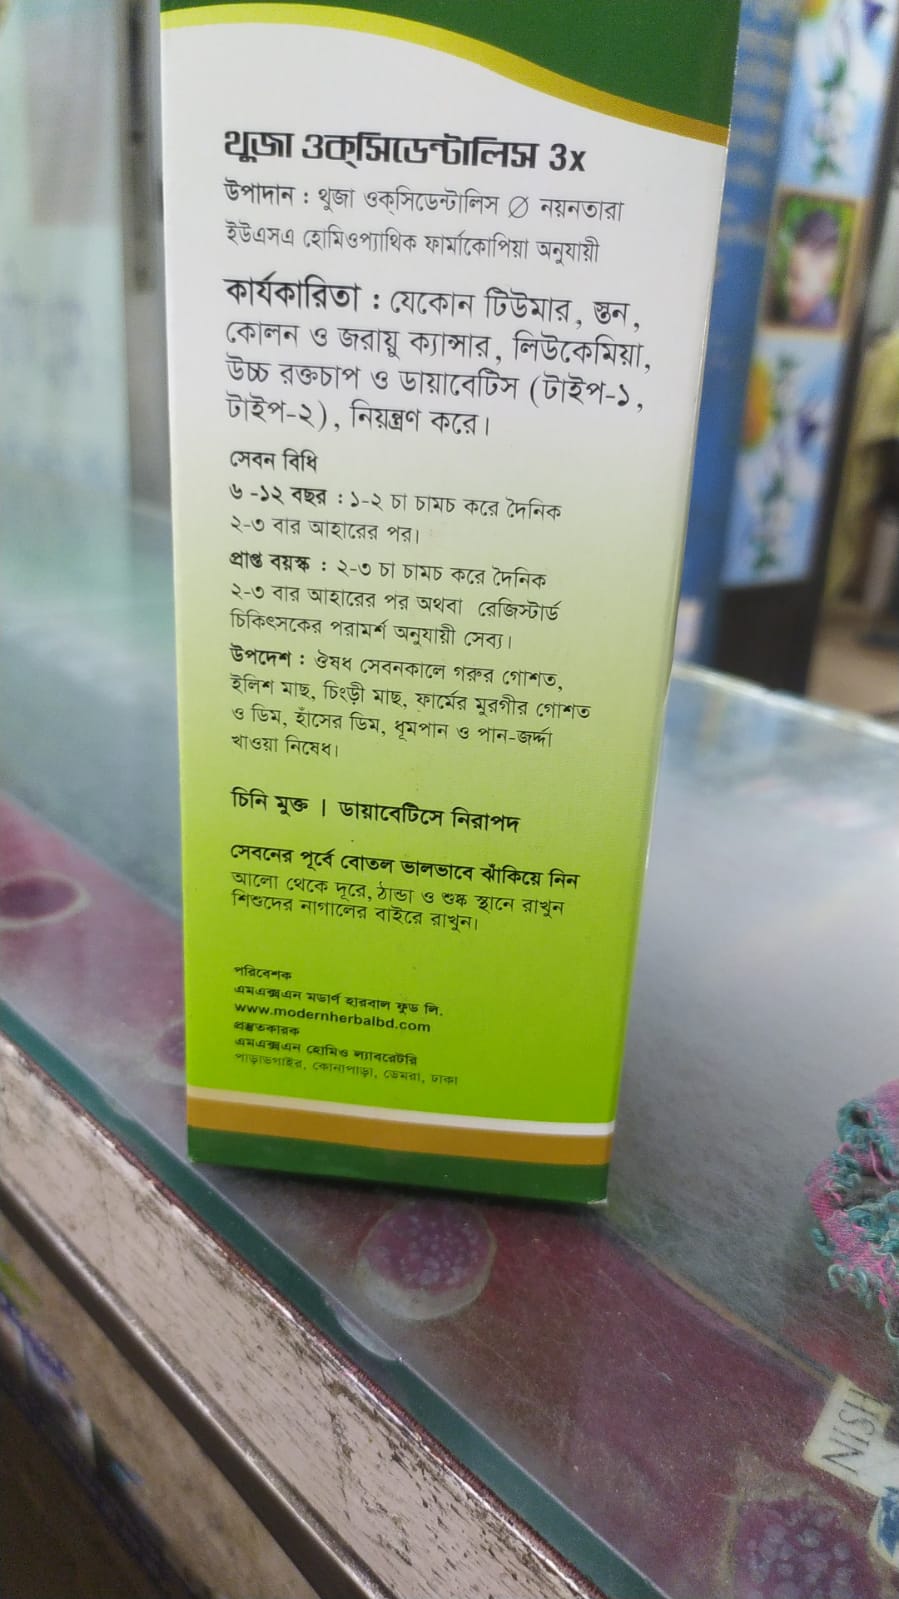 থুজা ওক্সিডেন্টালিস 3x
উপাদান : থুজা ওক্সিডেন্টালিস Ø নয়নতারা
ইউএসএ হোমিওপ্যাথিক ফার্মাকোপিয়া অনুযায়ী
কার্যকারিতা : যেকোন টিউমার, স্তন,
কোলন ও জরায়ু ক্যান্সার, লিউকেমিয়া,
উচ্চ রক্তচাপ ও ডায়াবেটিস (টাইপ-১,
টাইপ-২), নিয়ন্ত্রণ করে।
সেবন বিধি
৬ -১২ বছর : ১-২ চা চামচ করে দৈনিক
২-৩ বার আহারের পর।
প্রাপ্ত বয়স্ক : ২-৩ চা চামচ করে দৈনিক
২-৩ বার আহারের পর অথবা রেজিস্টার্ড
চিকিৎসকের পরামর্শ অনুযায়ী সেব্য।
উপদেশ : ঔষধ সেবনকালে গরুর গোশত,
ইলিশ মাছ, চিংড়ী মাছ, ফার্মের মুরগীর গোশত
ও ডিম, হাঁসের ডিম, ধূমপান ও পান-জর্দ্দা
খাওয়া নিষেধ।
চিনি মুক্ত | ডায়াবেটিসে নিরাপদ
সেবনের পূর্বে বোতল ভালভাবে ঝাঁকিয়ে নিন
আলো থেকে দূরে, ঠান্ডা ও শুষ্ক স্থানে রাখুন
শিশুদের নাগালের বাইরে রাখুন।
পরিবেশক
এমএক্সএন মডার্ণ হারবাল ফুড লি.
www.modernherbalbd.com
প্রস্তুতকারক
এমএক্সএন হোমিও ল্যাবরেটরি
পাড়াডগাইর, কোনাপাড়া, ডেমরা, ঢাকা
HSIN